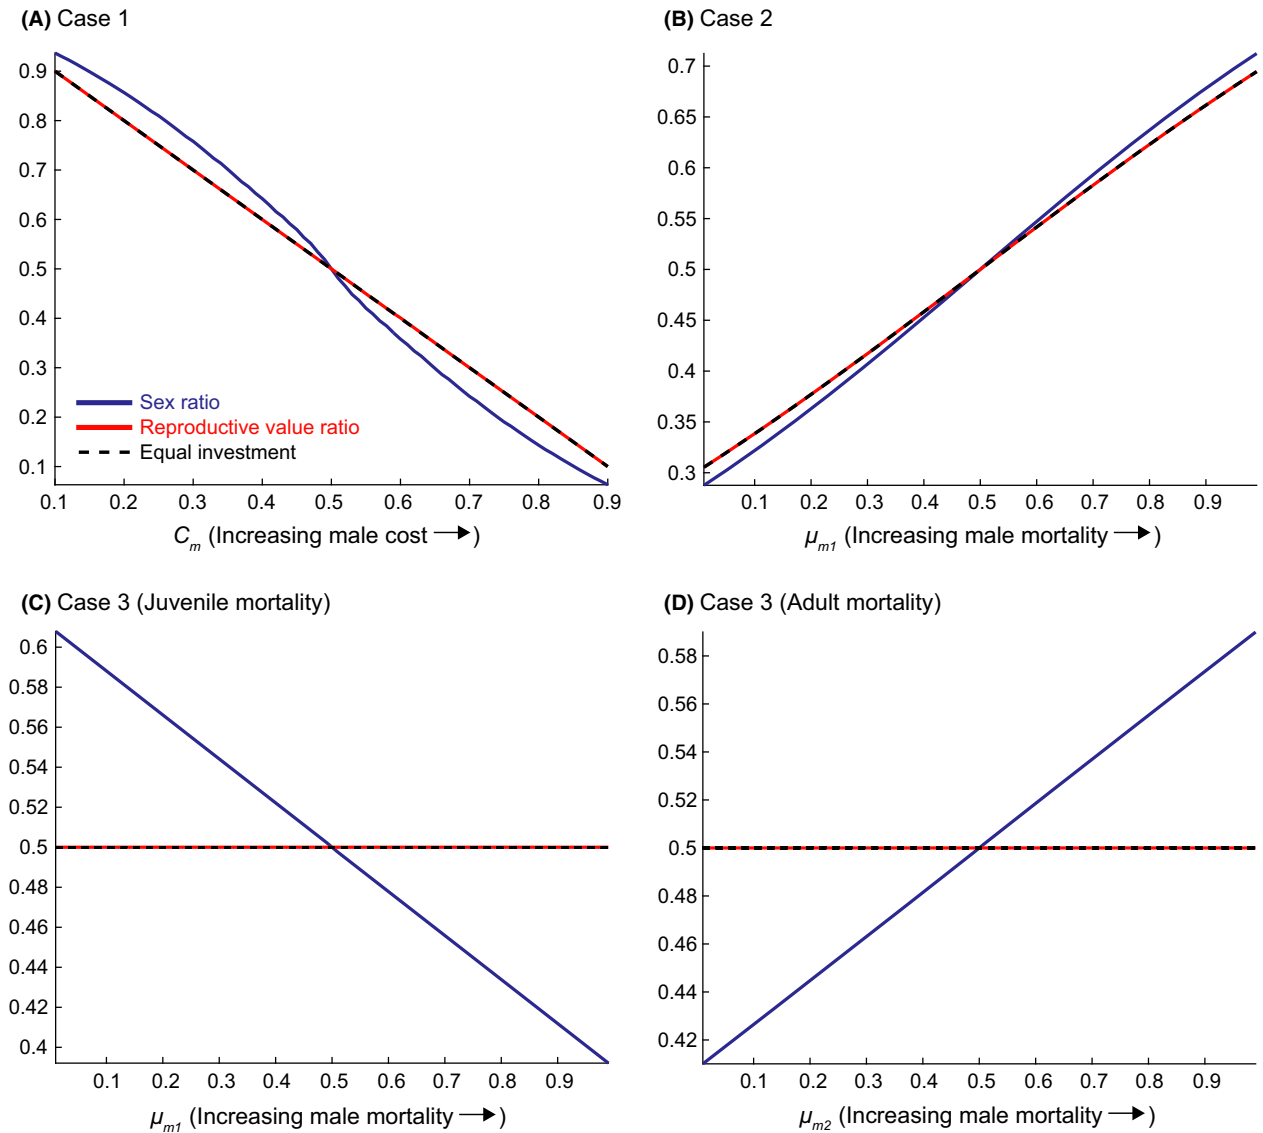 (A) Case 1
0.9
0.8
0.7
0.6
0.5
0.4
0.3
0.2
0.1
Sex ratio
Reproductive value ratio
Equal investment
0.1 0.2 0.3 0.4 0.5 0.6 0.7 0.8 0.9
Cm (Increasing male cost →)
(B) Case 2
0.7
0.65
0.6
0.55
0.5
0.45
0.4
0.35
0.3
0.1 0.2 0.3 0.4 0.5 0.6 0.7 0.8 0.9
μm1 (Increasing male mortality →)
(C) Case 3 (Juvenile mortality)
0.6
0.58
0.56
0.54
0.52
0.5
0.48
0.46
0.44
0.42
0.4
0.1 0.2 0.3 0.4 0.5 0.6 0.7 0.8 0.9
μm1 (Increasing male mortality →)
(D) Case 3 (Adult mortality)
0.58
0.56
0.54
0.52
0.5
0.48
0.46
0.44
0.42
0.1 0.2 0.3 0.4 0.5 0.6 0.7 0.8 0.9
μm2 (Increasing male mortality →)